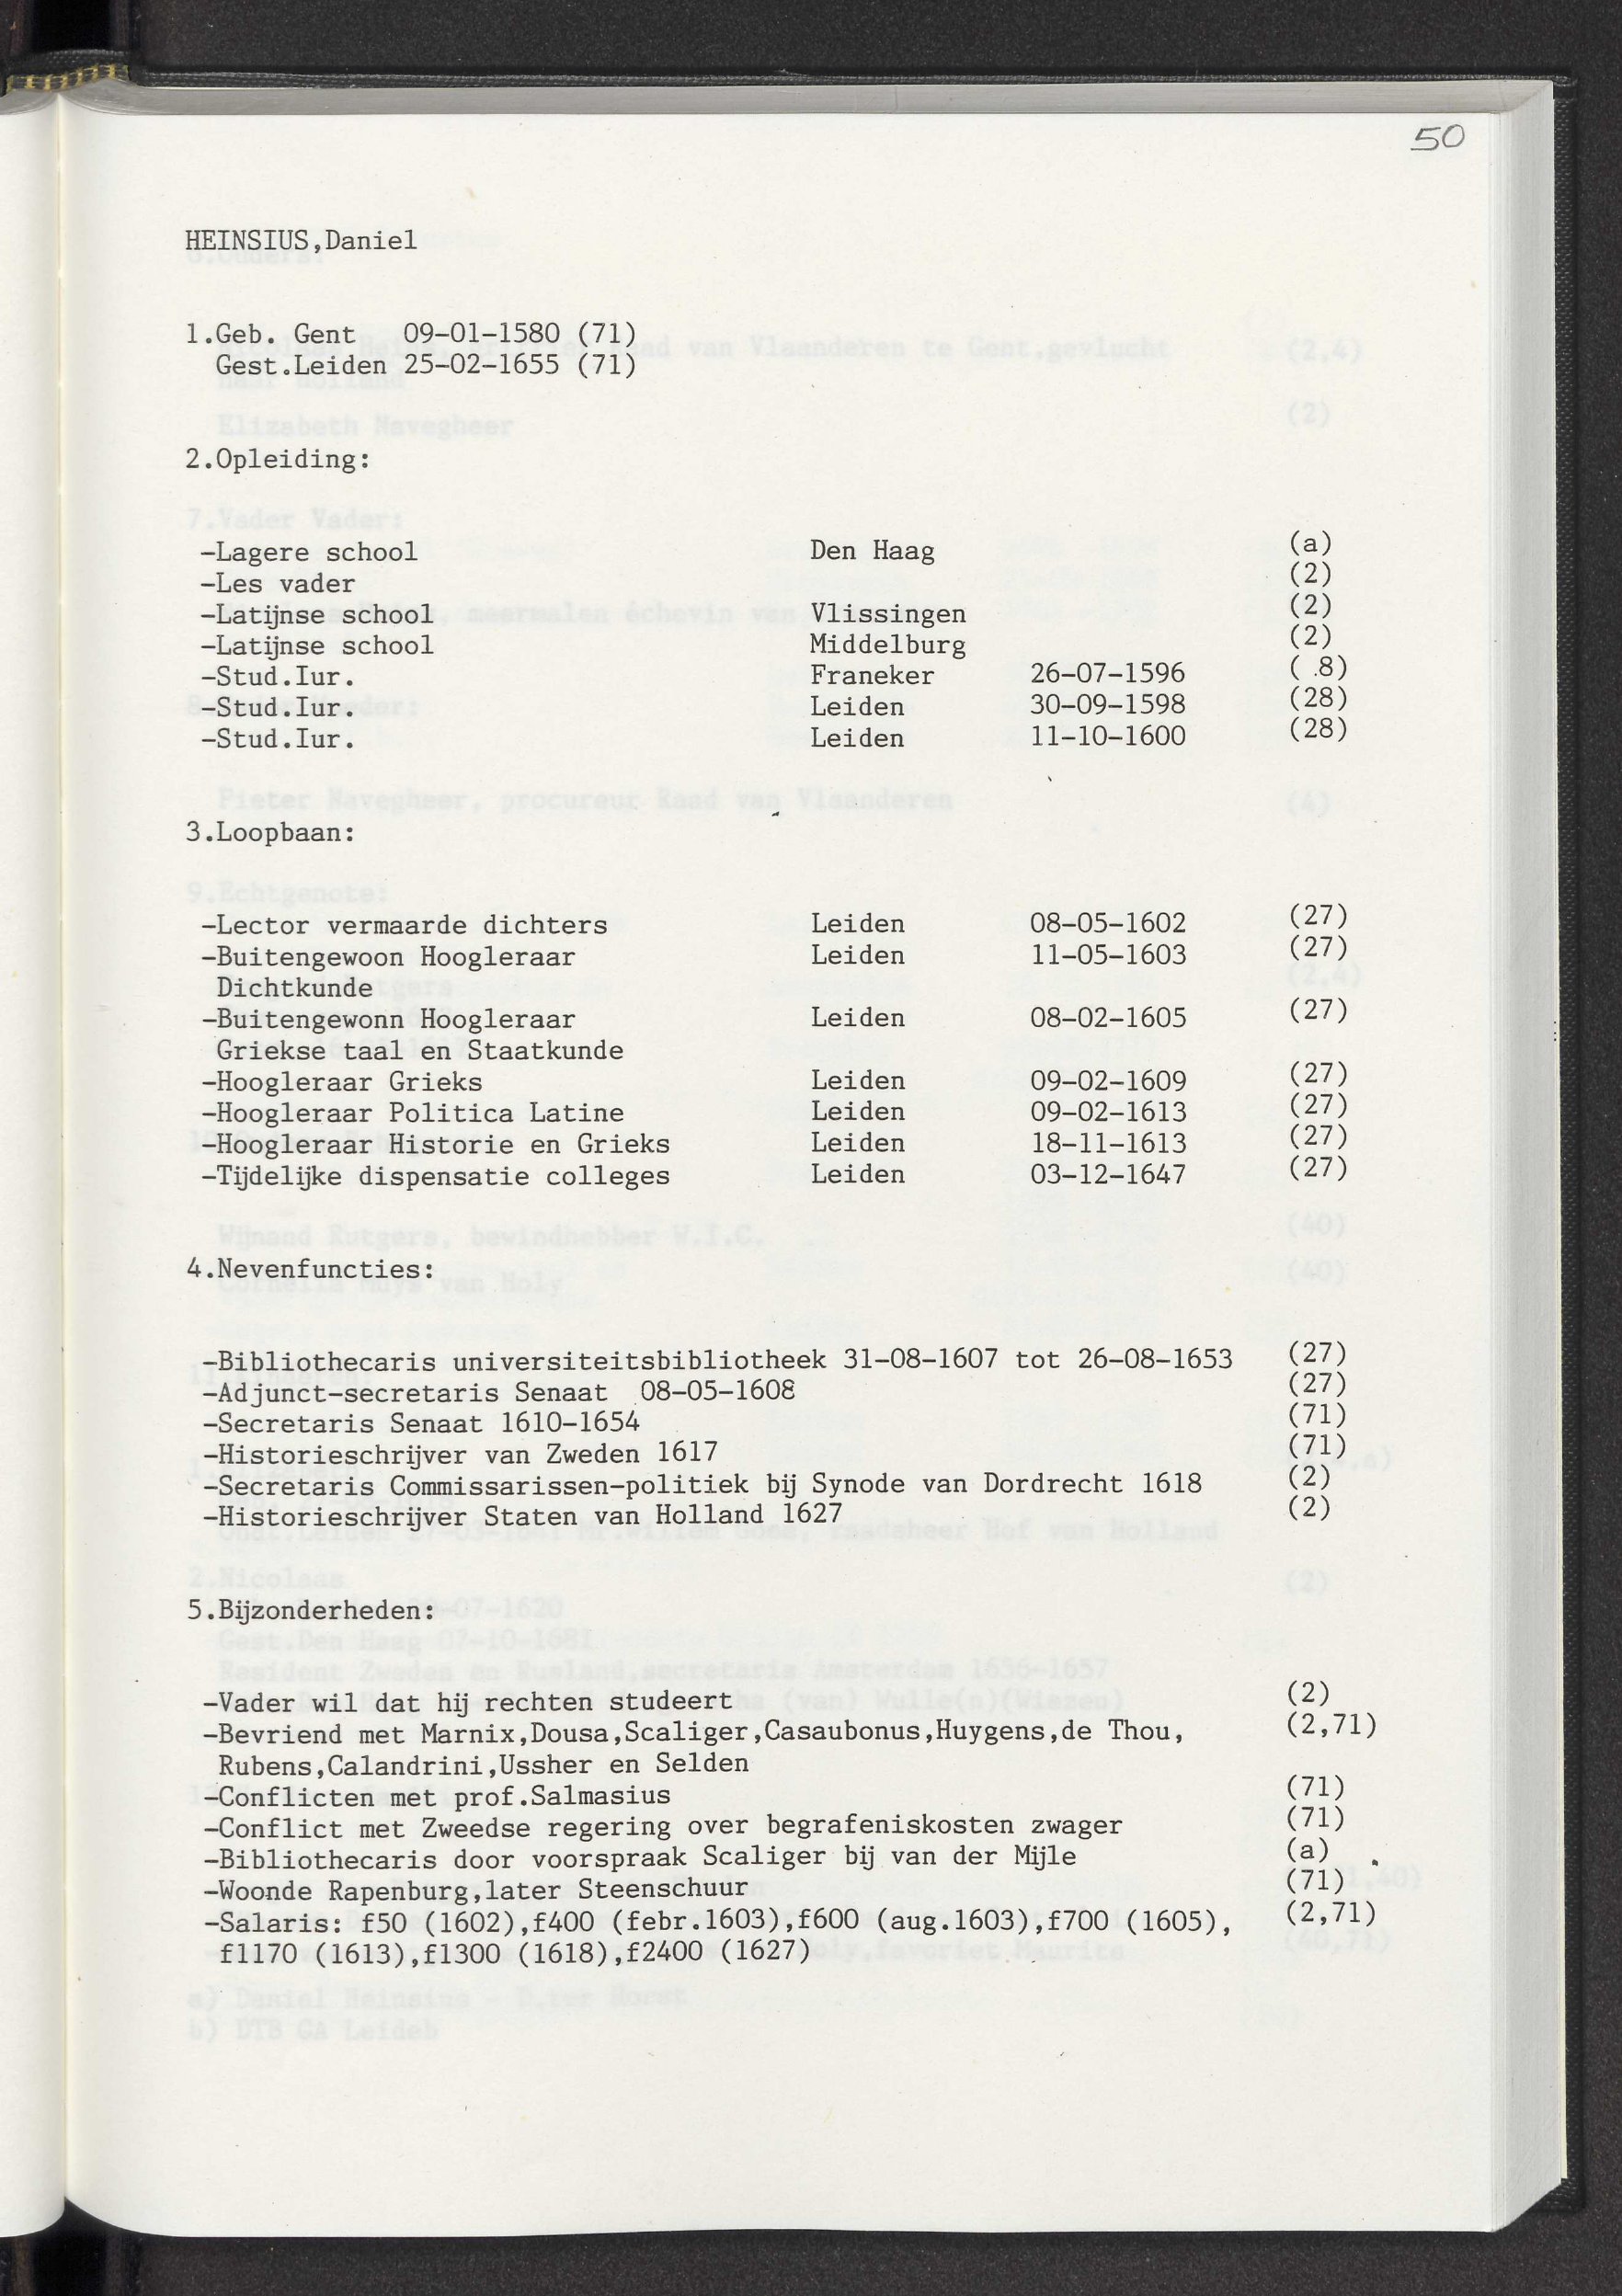 50
HEINSIUS,Daniel
1.Geb. Gent 09-01-1580 (71)
Gest.Leiden 25-02-1655 (71)
2.Opleiding:
-Lagere school Den Haag (a)
-Les vader (2)
-Latijnse school Vlissingen (2)
-Latijnse school Middelburg (2)
-Stud.Iur. Franeker 26-07-1596 ( 8)
-Stud.Iur. Leiden 30-09-1598 (28)
-Stud.Iur. Leiden 11-10-1600 (28)
3.Loopbaan:
-Lector vermaarde dichters Leiden 08-05-1602 (27)
-Buitengewoon Hoogleraar Leiden 11-05-1603 (27)
Dichtkunde
-Buitengewonn Hoogleraar Leiden 08-02-1605 (27)
Griekse taal en Staatkunde
-Hoogleraar Grieks Leiden 09-02-1609 (27)
-Hoogleraar Politica Latine Leiden 09-02-1613 (27)
-Hoogleraar Historie en Grieks Leiden 18-11-1613 (27)
-Tijdelijke dispensatie colleges Leiden 03-12-1647 (27)
4.Nevenfuncties:
-Bibliothecaris universiteitsbibliotheek 31-08-1607 tot 26-08-1653 (27)
-Adjunct-secretaris Senaat 08-05-1608 (27)
-Secretaris Senaat 1610-1654 (71)
-Historieschrijver van Zweden 1617 (71)
-Secretaris Commissarissen-politiek bij Synode van Dordrecht 1618 (2)
-Historieschrijver Staten van Holland 1627 (2)
5.Bijzonderheden:
-Vader wil dat hij rechten studeert (2)
-Bevriend met Marnix,Dousa,Scaliger,Casaubonus,Huygens,de Thou, (2,71)
Rubens,Calandrini,Ussher en Selden
-Conflicten met prof.Salmasius (71)
-Conflict met Zweedse regering over begrafeniskosten zwager (71)
-Bibliothecaris door voorspraak Scaliger bij van der Mijle (a)
-Woonde Rapenburg,later Steenschuur (71)
-Salaris: f50 (1602),f400 (febr.1603),f600 (aug.1603),f700 (1605), (2,71)
f1170 (1613),f1300 (1618),f2400 (1627)